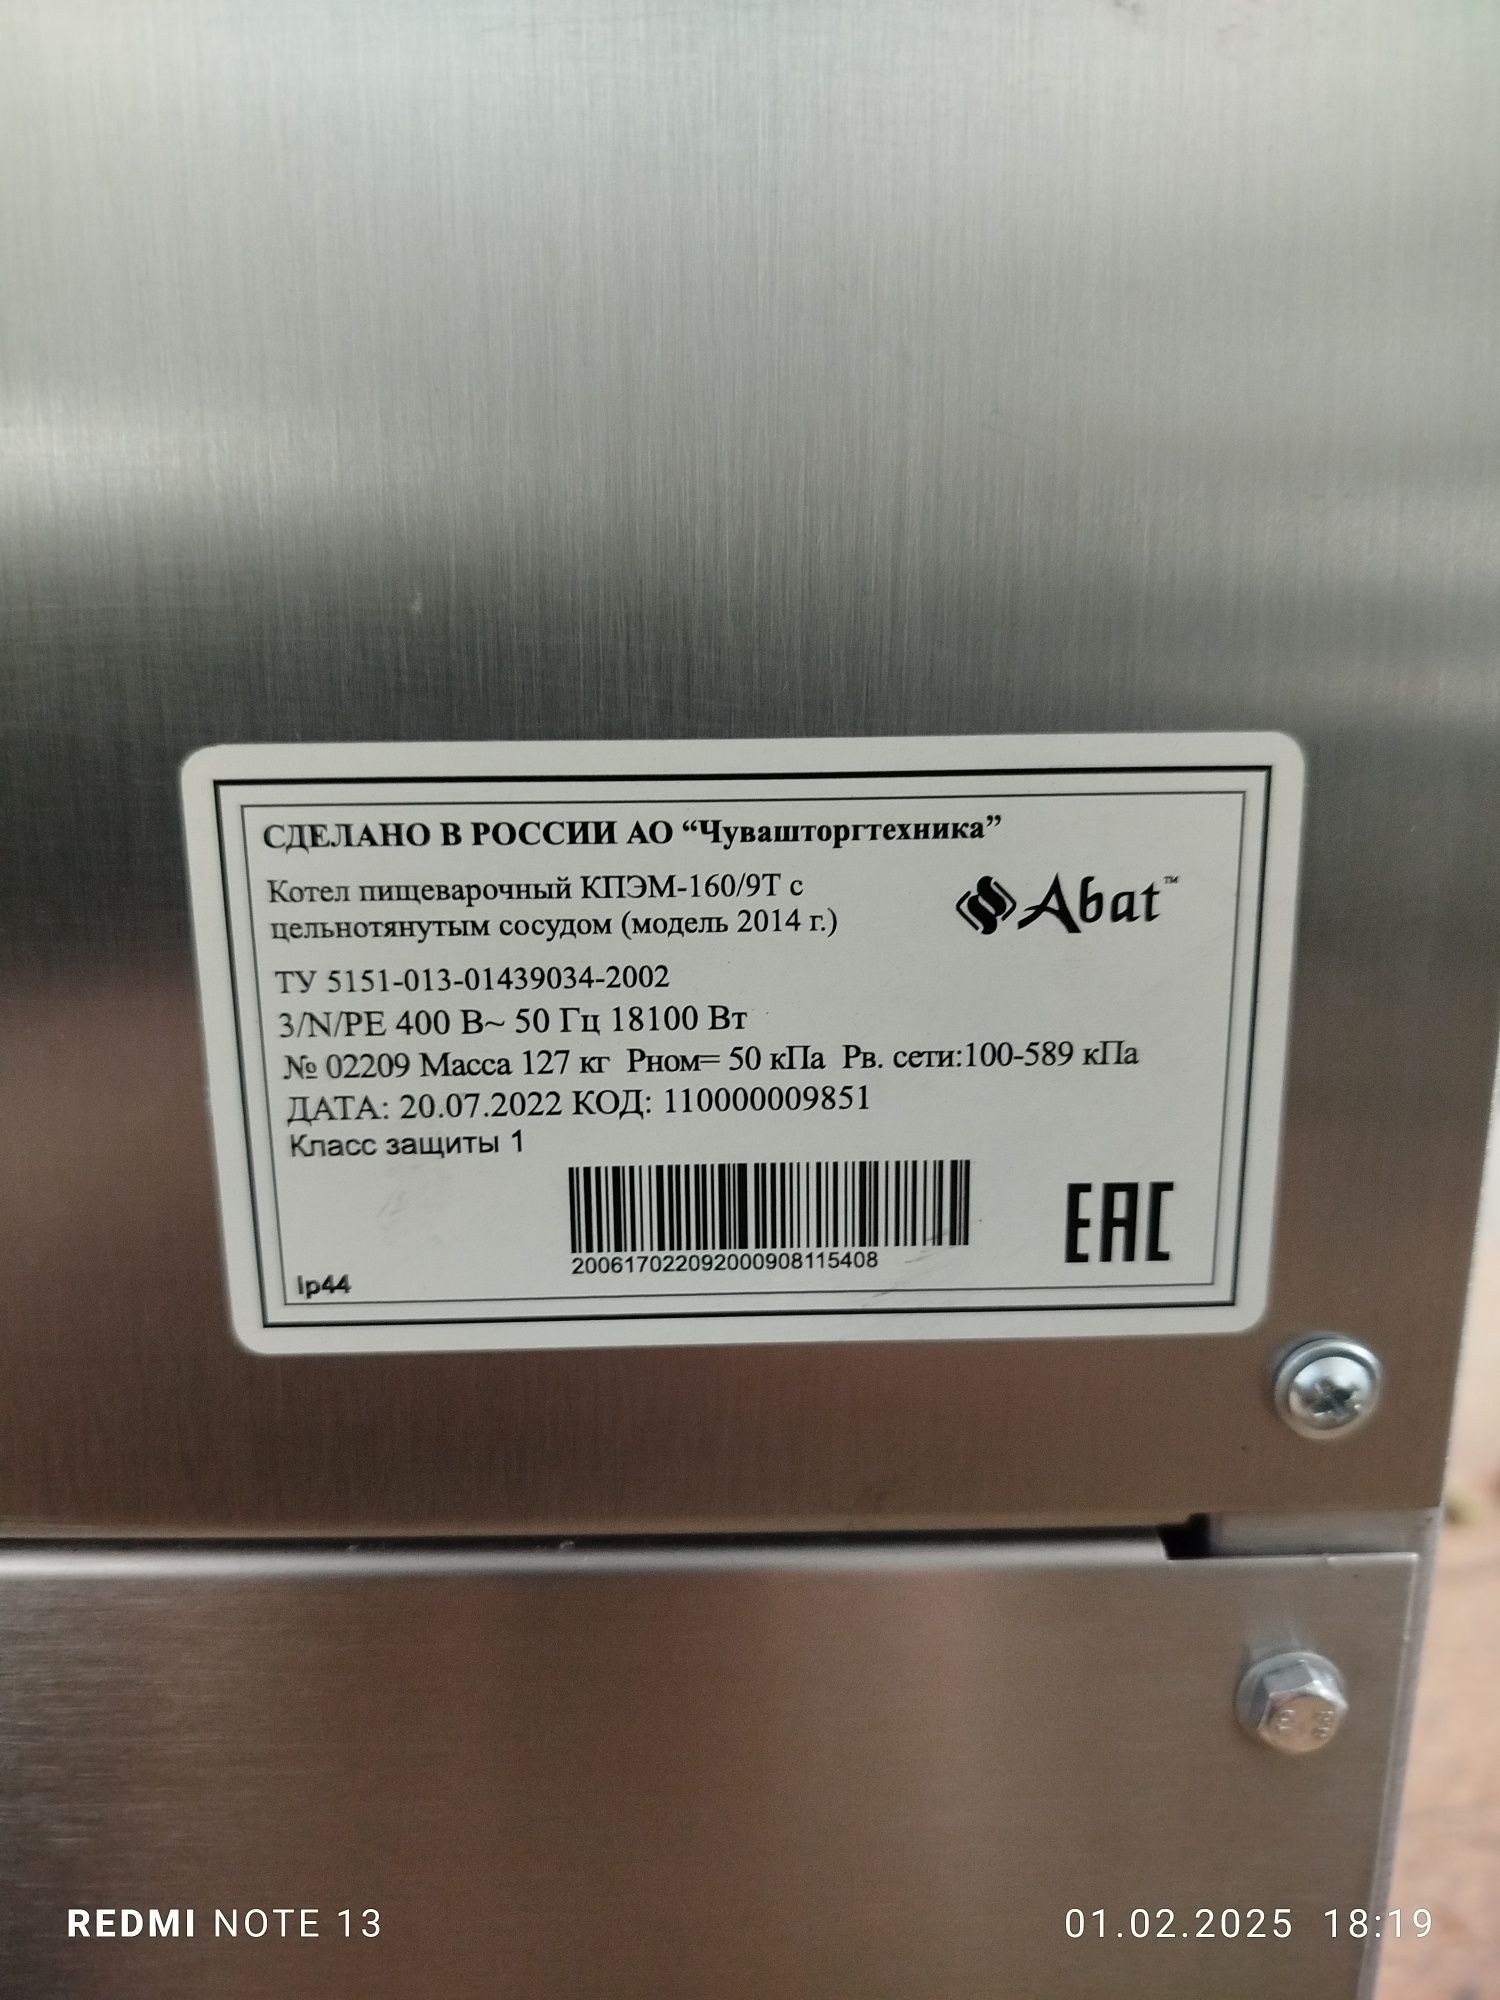 СДЕЛАНО В РОССИИ АО “Чувашторгтехника”
Котел пищеварочный КПЭМ-160/9Т с
цельнотянутым сосудом (модель 2014 г.)
Abat™
ТУ 5151-013-01439034-2002
3/N/PE 400 В~ 50 Гц 18100 Вт
№ 02209 Масса 127 кг Рном= 50 кПа Рв. сети:100-589 кПа
ДАТА: 20.07.2022 КОД: 110000009851
Класс защиты 1
200617022092000908115408
EAC
Ip44
REDMI NOTE 13
01.02.2025 18:19